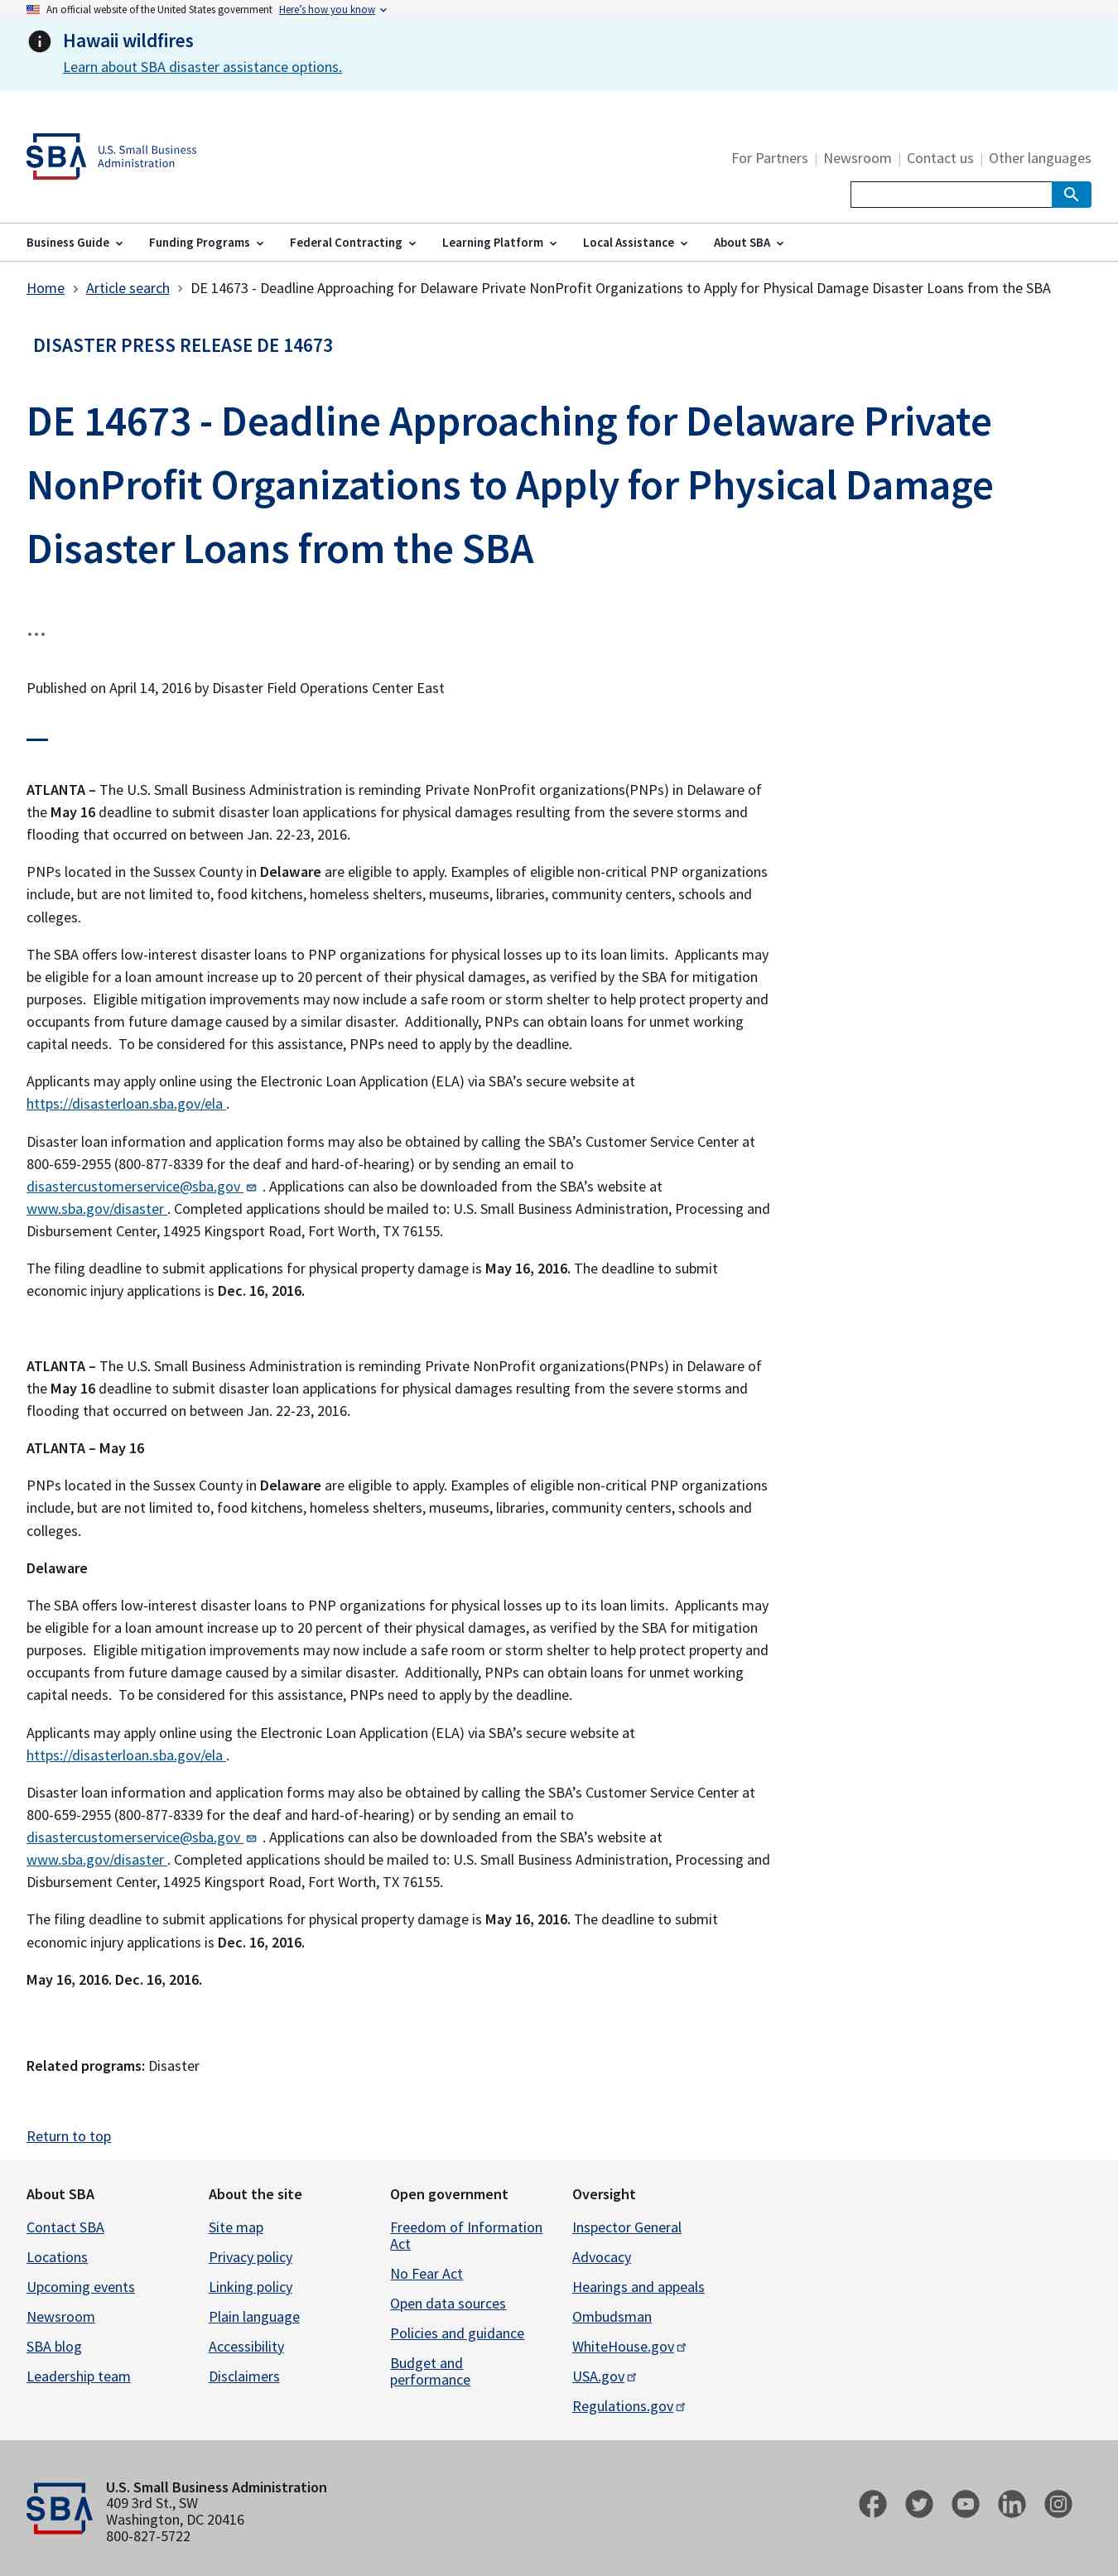 An official website of the United States government Here’s how you know
Hawaii wildfires
Learn about SBA disaster assistance options.
SBA U.S. Small Business
Administration
For Partners | Newsroom | Contact us | Other languages
Business Guide Funding Programs Federal Contracting Learning Platform Local Assistance About SBA
Home Article search DE 14673 - Deadline Approaching for Delaware Private NonProfit Organizations to Apply for Physical Damage Disaster Loans from the SBA
DISASTER PRESS RELEASE DE 14673
DE 14673 - Deadline Approaching for Delaware Private
NonProfit Organizations to Apply for Physical Damage
Disaster Loans from the SBA
...
Published on April 14, 2016 by Disaster Field Operations Center East
ATLANTA – The U.S. Small Business Administration is reminding Private NonProfit organizations(PNPs) in Delaware of
the May 16 deadline to submit disaster loan applications for physical damages resulting from the severe storms and
flooding that occurred on between Jan. 22-23, 2016.
PNPs located in the Sussex County in Delaware are eligible to apply. Examples of eligible non-critical PNP organizations
include, but are not limited to, food kitchens, homeless shelters, museums, libraries, community centers, schools and
colleges.
The SBA offers low-interest disaster loans to PNP organizations for physical losses up to its loan limits.  Applicants may
be eligible for a loan amount increase up to 20 percent of their physical damages, as verified by the SBA for mitigation
purposes.  Eligible mitigation improvements may now include a safe room or storm shelter to help protect property and
occupants from future damage caused by a similar disaster.  Additionally, PNPs can obtain loans for unmet working
capital needs.  To be considered for this assistance, PNPs need to apply by the deadline.
Applicants may apply online using the Electronic Loan Application (ELA) via SBA’s secure website at
https://disasterloan.sba.gov/ela .
Disaster loan information and application forms may also be obtained by calling the SBA’s Customer Service Center at
800-659-2955 (800-877-8339 for the deaf and hard-of-hearing) or by sending an email to
disastercustomerservice@sba.gov . Applications can also be downloaded from the SBA’s website at
www.sba.gov/disaster . Completed applications should be mailed to: U.S. Small Business Administration, Processing and
Disbursement Center, 14925 Kingsport Road, Fort Worth, TX 76155.
The filing deadline to submit applications for physical property damage is May 16, 2016. The deadline to submit
economic injury applications is Dec. 16, 2016.
ATLANTA – The U.S. Small Business Administration is reminding Private NonProfit organizations(PNPs) in Delaware of
the May 16 deadline to submit disaster loan applications for physical damages resulting from the severe storms and
flooding that occurred on between Jan. 22-23, 2016.
ATLANTA – May 16
PNPs located in the Sussex County in Delaware are eligible to apply. Examples of eligible non-critical PNP organizations
include, but are not limited to, food kitchens, homeless shelters, museums, libraries, community centers, schools and
colleges.
Delaware
The SBA offers low-interest disaster loans to PNP organizations for physical losses up to its loan limits.  Applicants may
be eligible for a loan amount increase up to 20 percent of their physical damages, as verified by the SBA for mitigation
purposes.  Eligible mitigation improvements may now include a safe room or storm shelter to help protect property and
occupants from future damage caused by a similar disaster.  Additionally, PNPs can obtain loans for unmet working
capital needs.  To be considered for this assistance, PNPs need to apply by the deadline.
Applicants may apply online using the Electronic Loan Application (ELA) via SBA’s secure website at
https://disasterloan.sba.gov/ela .
Disaster loan information and application forms may also be obtained by calling the SBA’s Customer Service Center at
800-659-2955 (800-877-8339 for the deaf and hard-of-hearing) or by sending an email to
disastercustomerservice@sba.gov . Applications can also be downloaded from the SBA’s website at
www.sba.gov/disaster . Completed applications should be mailed to: U.S. Small Business Administration, Processing and
Disbursement Center, 14925 Kingsport Road, Fort Worth, TX 76155.
The filing deadline to submit applications for physical property damage is May 16, 2016. The deadline to submit
economic injury applications is Dec. 16, 2016.
May 16, 2016. Dec. 16, 2016.
Related programs: Disaster
Return to top
About SBA
Contact SBA
Locations
Upcoming events
Newsroom
SBA blog
Leadership team
About the site
Site map
Privacy policy
Linking policy
Plain language
Accessibility
Disclaimers
Open government
Freedom of Information
Act
No Fear Act
Open data sources
Policies and guidance
Budget and
performance
Oversight
Inspector General
Advocacy
Hearings and appeals
Ombudsman
WhiteHouse.gov
USA.gov
Regulations.gov
SBA
U.S. Small Business Administration
409 3rd St., SW
Washington, DC 20416
800-827-5722